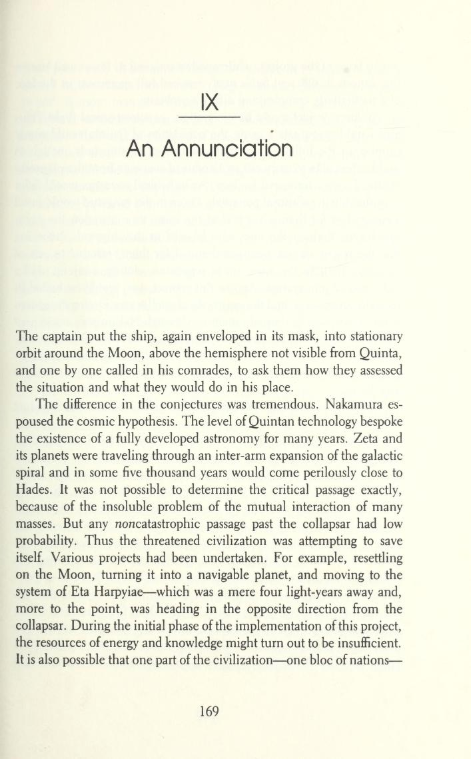 IX
An Annunciation
The captain put the ship, again enveloped in its mask, into stationary
orbit around the Moon, above the hemisphere not visible from Quinta,
and one by one called in his comrades, to ask them how they assessed
the situation and what they would do in his place.
The difference in the conjectures was tremendous. Nakamura es-
poused the cosmic hypothesis. The level of Quintan technology bespoke
the existence of a fully developed astronomy for many years. Zeta and
its planets were traveling through an inter-arm expansion of the galactic
spiral and in some five thousand years would come perilously close to
Hades. It was not possible to determine the critical passage exactly,
because of the insoluble problem of the mutual interaction of many
masses. But any noncatastrophic passage past the collapsar had low
probability. Thus the threatened civilization was attempting to save
itself. Various projects had been undertaken. For example, resettling
on the Moon, turning it into a navigable planet, and moving to the
system of Eta Harpyiae—which was a mere four light-years away and,
more to the point, was heading in the opposite direction from the
collapsar. During the initial phase of the implementation of this project,
the resources of energy and knowledge might turn out to be insufficient.
It is also possible that one part of the civilization—one bloc of nations—
169